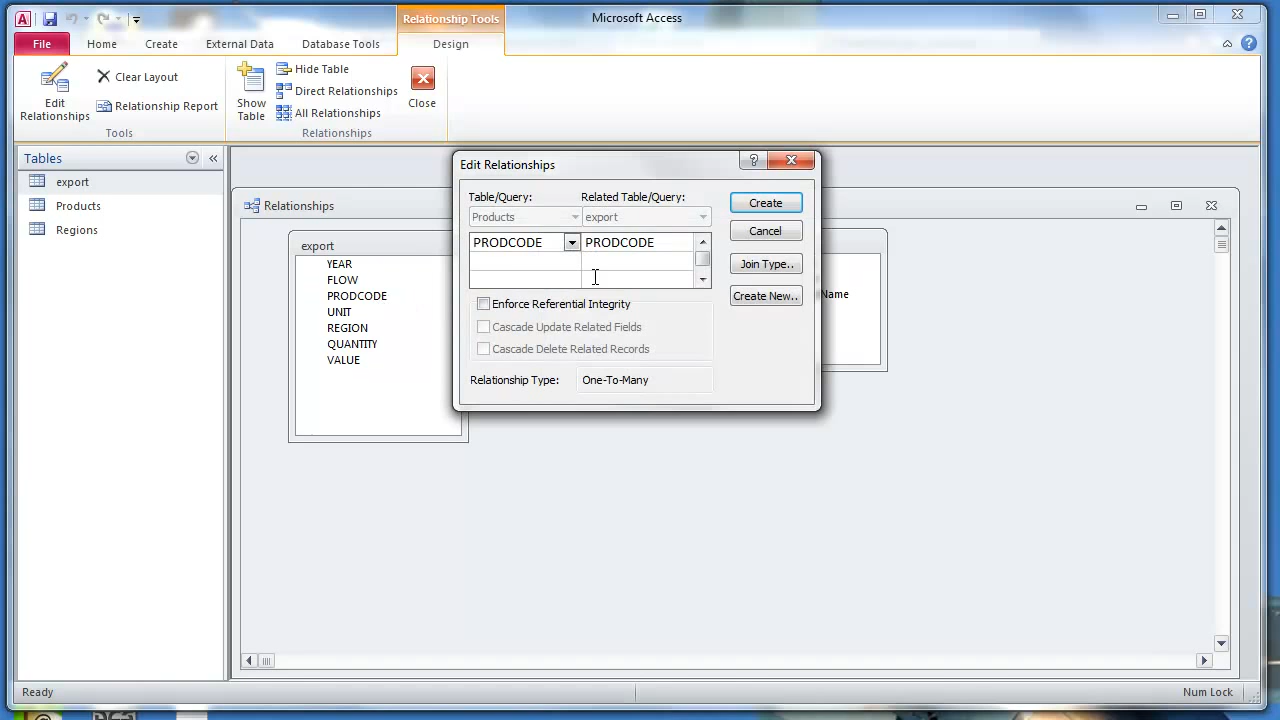 Relationship Tools
Microsoft Access
File
Home
Create
External Data
Database Tools
Design
Edit Relationships
Clear Layout
Relationship Report
Tools
Show Table
Hide Table
Direct Relationships
All Relationships
Relationships
Close
Tables
export
Products
Regions
Relationships
export
YEAR
FLOW
PRODCODE
UNIT
REGION
QUANTITY
VALUE
Name
Edit Relationships
Table/Query:
Related Table/Query:
Products
export
PRODCODE
PRODCODE
Enforce Referential Integrity
Cascade Update Related Fields
Cascade Delete Related Records
Relationship Type:
One-To-Many
Create
Cancel
Join Type..
Create New..
Ready
Num Lock